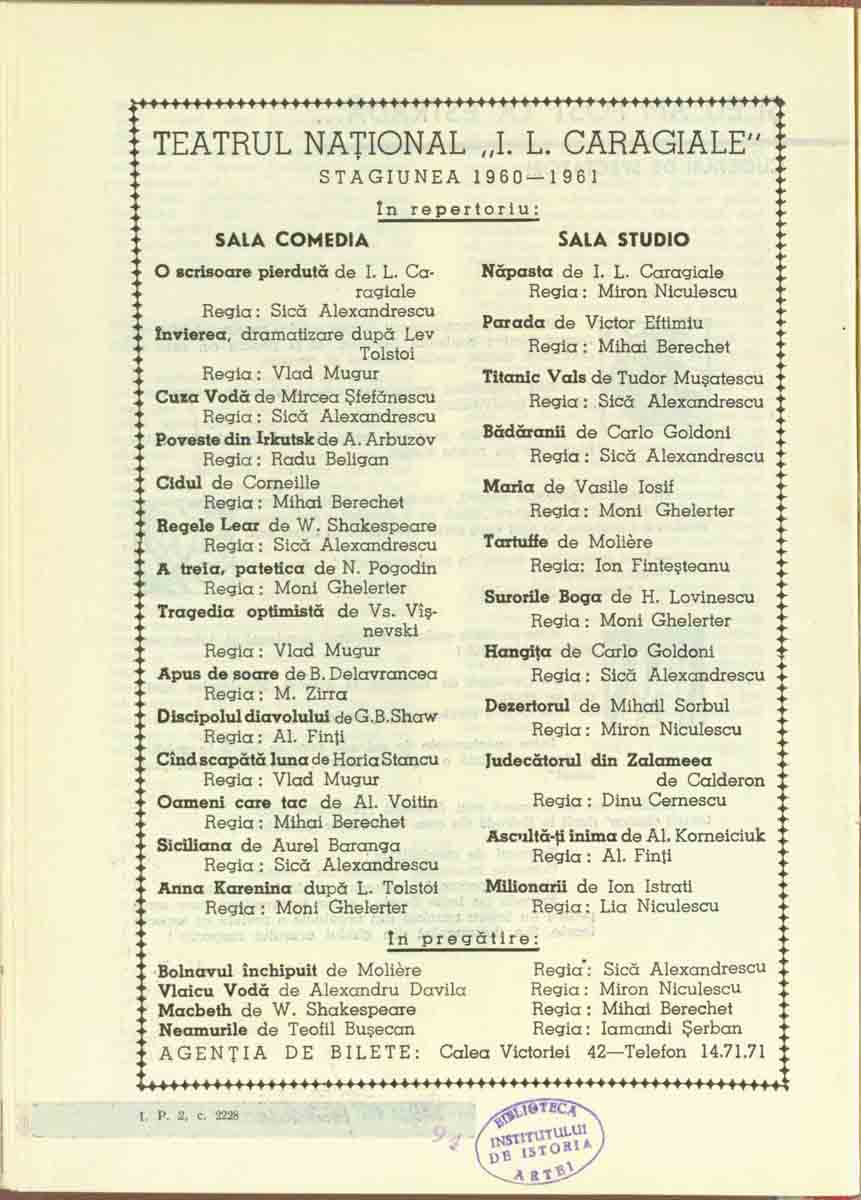 TEATRUL NAȚIONAL „I. L. CARAGIALE"
STAGIUNEA 1960—1961
În repertoriu:
SALA COMEDIA
O scrisoare pierdută de I. L. Ca-
ragiale
Regia: Sică Alexandrescu
Învierea, dramatizare după Lev
Tolstoi
Regia: Vlad Mugur
Cuza Vodă de Mircea Șfefănescu
Regia: Sică Alexandrescu
Poveste din Irkutsk de A. Arbuzov
Regia: Radu Beligan
Cidul de Corneille
Regia: Mihai Berechet
Regele Lear de W. Shakespeare
Regia: Sică Alexandrescu
A treia, patetica de N. Pogodin
Regia: Moni Ghelerter
Tragedia optimistă de Vs. Vîș-
nevski
Regia: Vlad Mugur
Apus de soare de B. Delavrancea
Regia: M. Zirra
Discipolul diavolului de G.B.Shaw
Regia: Al. Finți
Cînd scapătă luna de Horia Stancu
Regia: Vlad Mugur
Oameni care tac de Al. Voitin
Regia: Mihai Berechet
Siciliana de Aurel Baranga
Regia: Sică Alexandrescu
Anna Karenina după L. Tolstoi
Regia: Moni Ghelerter
SALA STUDIO
Năpasta de I. L. Caragiale
Regia: Miron Niculescu
Parada de Victor Eftimiu
Regia: Mihai Berechet
Titanic Vals de Tudor Mușatescu
Regia: Sică Alexandrescu
Bădăranii de Carlo Goldoni
Regia: Sică Alexandrescu
Maria de Vasile Iosif
Regia: Moni Ghelerter
Tartuffe de Molière
Regia: Ion Finteșteanu
Surorile Boga de H. Lovinescu
Regia: Moni Ghelerter
Hangița de Carlo Goldoni
Regia: Sică Alexandrescu
Dezertorul de Mihail Sorbul
Regia: Miron Niculescu
Judecătorul din Zalameea
de Calderon
Regia: Dinu Cernescu
Ascultă-ți inima de Al. Korneiciuk
Regia: Al. Finți
Milionarii de Ion Istrati
Regia: Lia Niculescu
În pregătire:
Bolnavul închipuit de Molière Regia: Sică Alexandrescu
Vlaicu Vodă de Alexandru Davila Regia: Miron Niculescu
Macbeth de W. Shakespeare Regia: Mihai Berechet
Neamurile de Teofil Bușecan Regia: Iamandi Șerban
AGENȚIA DE BILETE: Calea Victoriei 42—Telefon 14.71.71
I. P. 2, c. 2228
BIBLIOTECA
INSTITUTULUI
DE ISTORIA
ARTEI